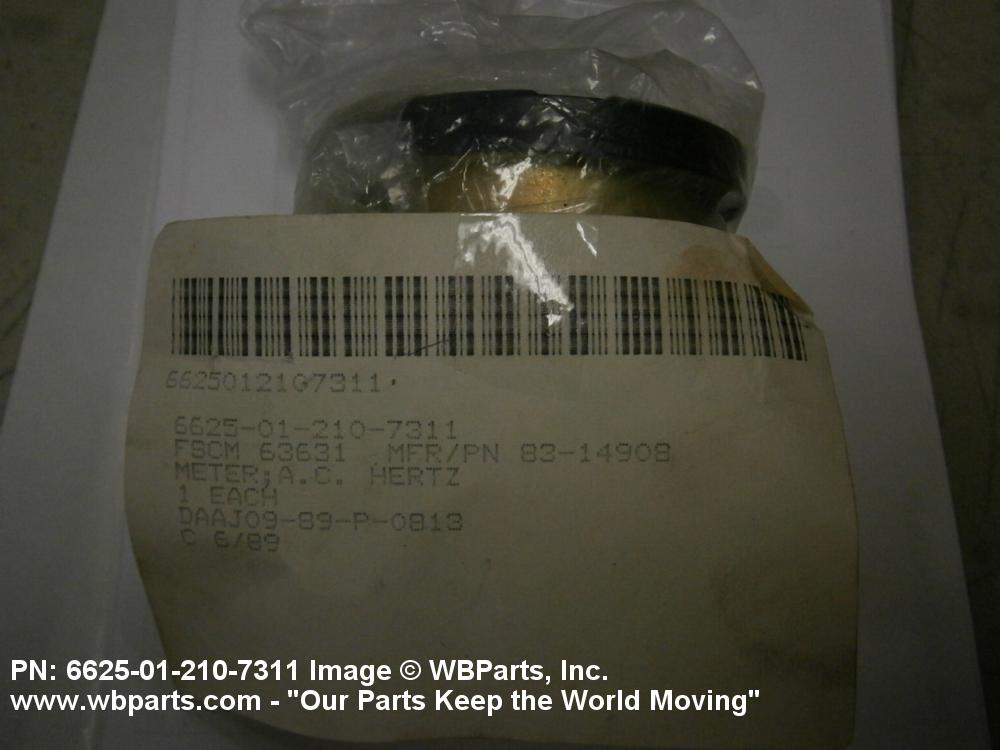 6625012107311
6625-01-210-7311
FSCM 63631 MFR/PN 83-14908
METER;A.C. HERTZ
1 EACH
DAAJ09-89-P-0813
C 6/89
PN: 6625-01-210-7311 Image © WBParts, Inc.
www.wbparts.com - "Our Parts Keep the World Moving"